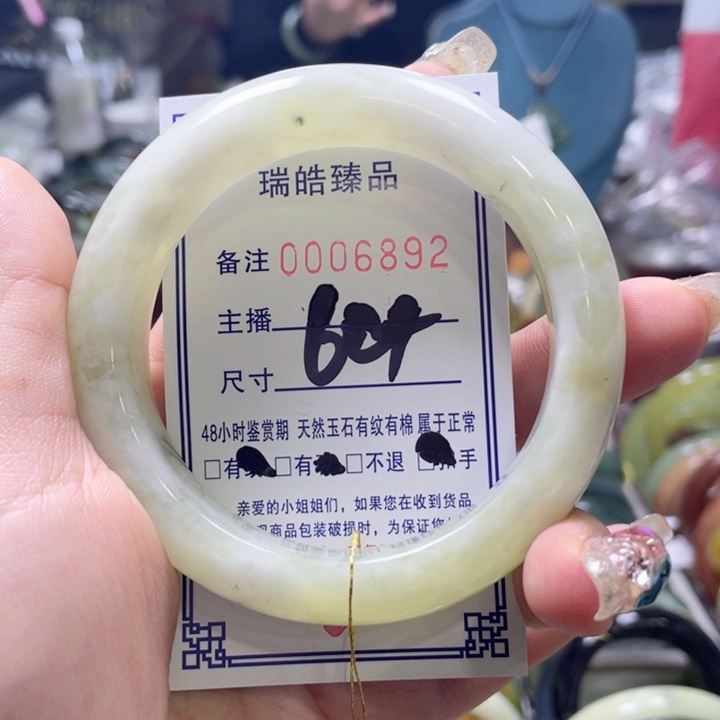 瑞皓臻品
备注 0006892
主播
尺寸
48小时鉴赏期 天然玉石有纹有棉 属于正常
□有 □有 □不退 □ 手
亲爱的小姐姐们，如果您在收到货品
商品包装破损时，为保证您